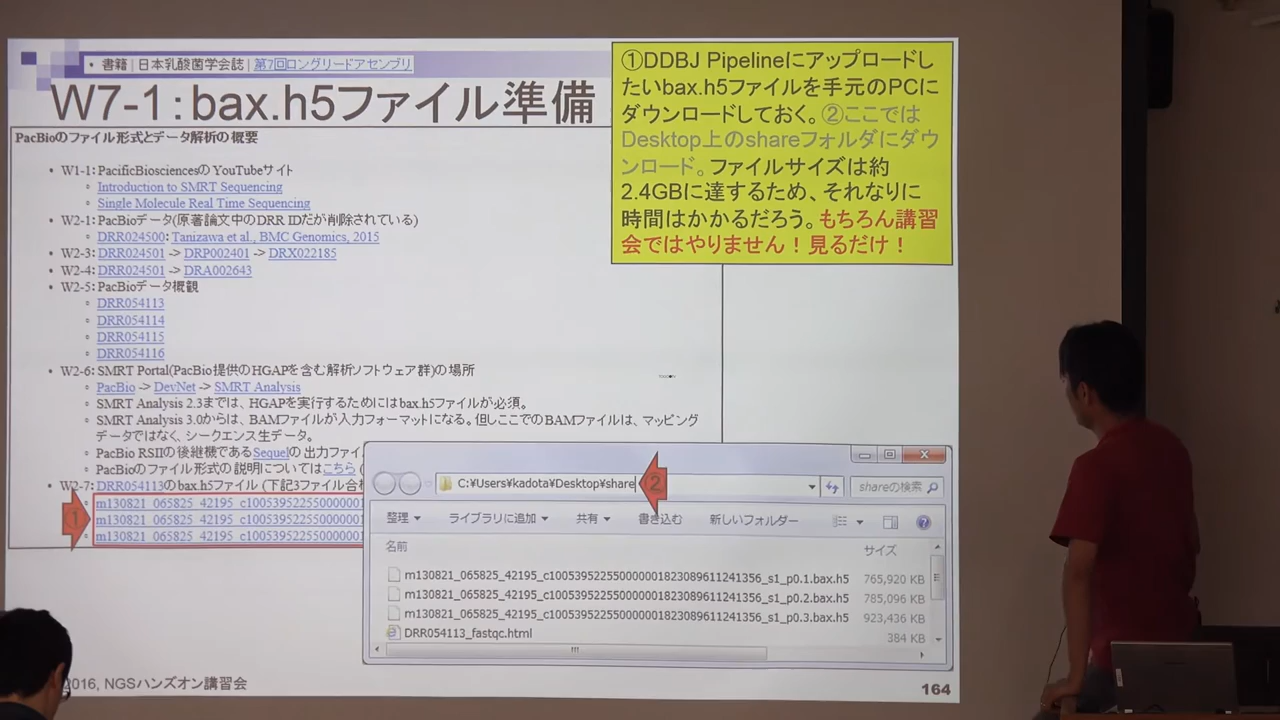 • 書籍 | 日本乳酸菌学会誌 | 第7回ロングリードアセンブリ
W7-1：bax.h5ファイル準備
①DDBJ Pipelineにアップロードし
たいbax.h5ファイルを手元のPCに
ダウンロードしておく。②ここでは
Desktop上のshareフォルダにダウ
ンロード。ファイルサイズは約
2.4GBに達するため、それなりに
時間はかかるだろう。もちろん講習
会ではやりません！見るだけ！
PacBioのファイル形式とデータ解析の概要
• W1-1: PacificBiosciencesの YouTubeサイト
Introduction to SMRT Sequencing
Single Molecule Real Time Sequencing
• W2-1: PacBioデータ(原著論文中のDRR IDだが削除されている)
DRR024500: Tanizawa et al., BMC Genomics, 2015
• W2-3: DRR024501 -> DRP002401 -> DRX022185
• W2-4: DRR024501 -> DRA002643
• W2-5: PacBioデータ概観
DRR054113
DRR054114
DRR054115
DRR054116
• W2-6: SMRT Portal(PacBio提供のHGAPを含む解析ソフトウェア群)の場所
PacBio -> DevNet -> SMRT Analysis
SMRT Analysis 2.3までは、HGAPを実行するためにはbax.h5ファイルが必須。
SMRT Analysis 3.0からは、BAMファイルが入力フォーマットになる。但しここでのBAMファイルは、マッピング
データではなく、シークエンス生データ。
PacBio RSIIの後継機であるSequelの出力ファイ
PacBioのファイル形式の説明についてはこちら (
• W2-7: DRR054113のbax.h5ファイル (下記3ファイル合
①
m130821_065825_42195_c1005395225500000001
m130821_065825_42195_c1005395225500000001
m130821_065825_42195_c1005395225500000001
C:¥Users¥kadota¥Desktop¥share
②
shareの検索
整理 ライブラリに追加 共有 書き込む 新しいフォルダー
名前
サイズ
m130821_065825_42195_c100539522550000001823089611241356_s1_p0.1.bax.h5 765,920 KB
m130821_065825_42195_c100539522550000001823089611241356_s1_p0.2.bax.h5 785,096 KB
m130821_065825_42195_c100539522550000001823089611241356_s1_p0.3.bax.h5 923,436 KB
DRR054113_fastqc.html 384 KB
2016, NGSハンズオン講習会
164